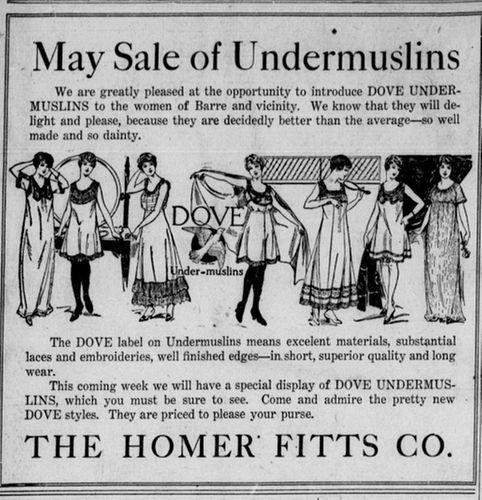 May Sale of Undermuslins
We are greatly pleased at the opportunity to introduce DOVE UNDER-
MUSLINS to the women of Barre and vicinity. We know that they will de-
light and please, because they are decidedly better than the average—so well
made and so dainty.
DOVE
Under-muslins
The DOVE label on Undermuslins means excelent materials, substantial
laces and embroideries, well finished edges—in short, superior quality and long
wear.
This coming week we will have a special display of DOVE UNDERMUS-
LINS, which you must be sure to see. Come and admire the pretty new
DOVE styles. They are priced to please your purse.
THE HOMER FITTS CO.